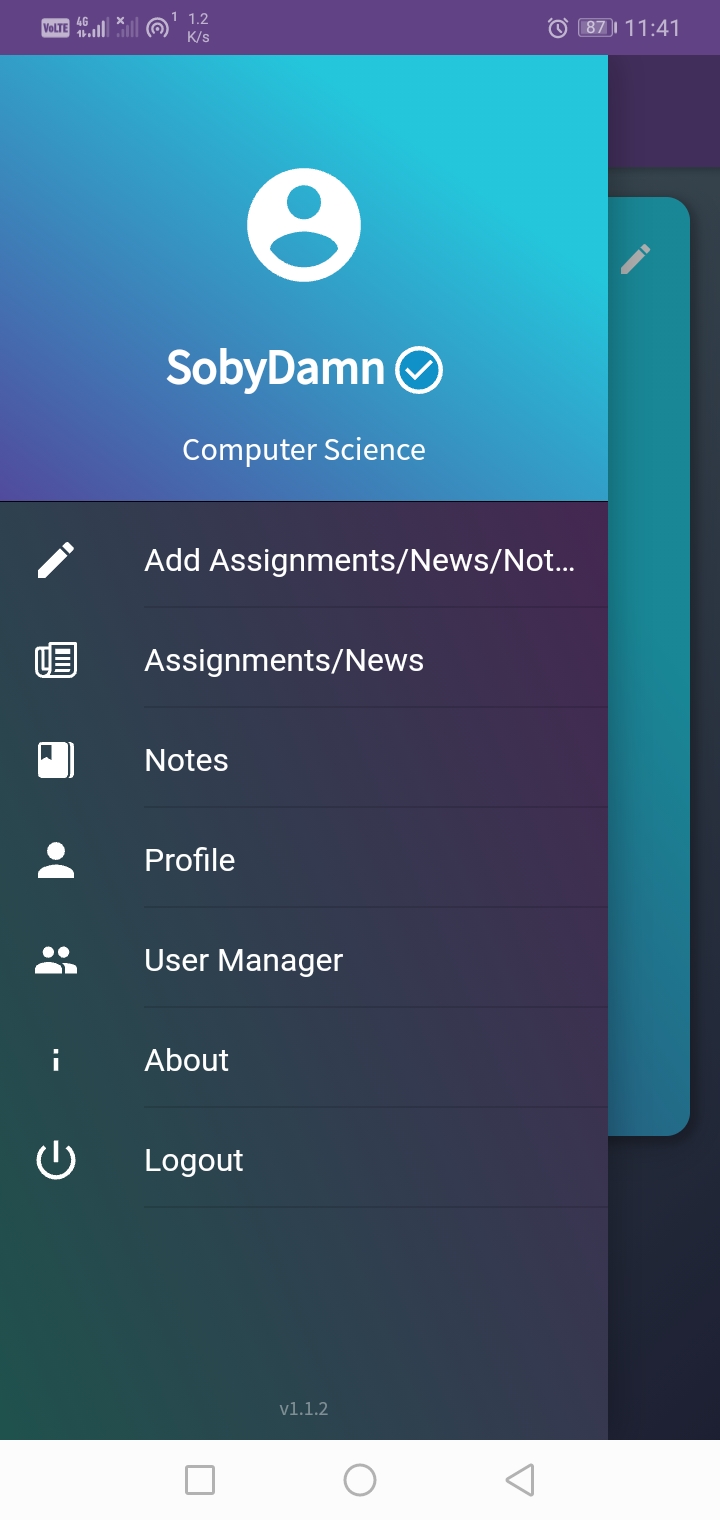 VoLTE 4G 1 1.2 K/s 87 11:41
SobyDamn
Computer Science
Add Assignments/News/Not...
Assignments/News
Notes
Profile
User Manager
About
Logout
v1.1.2